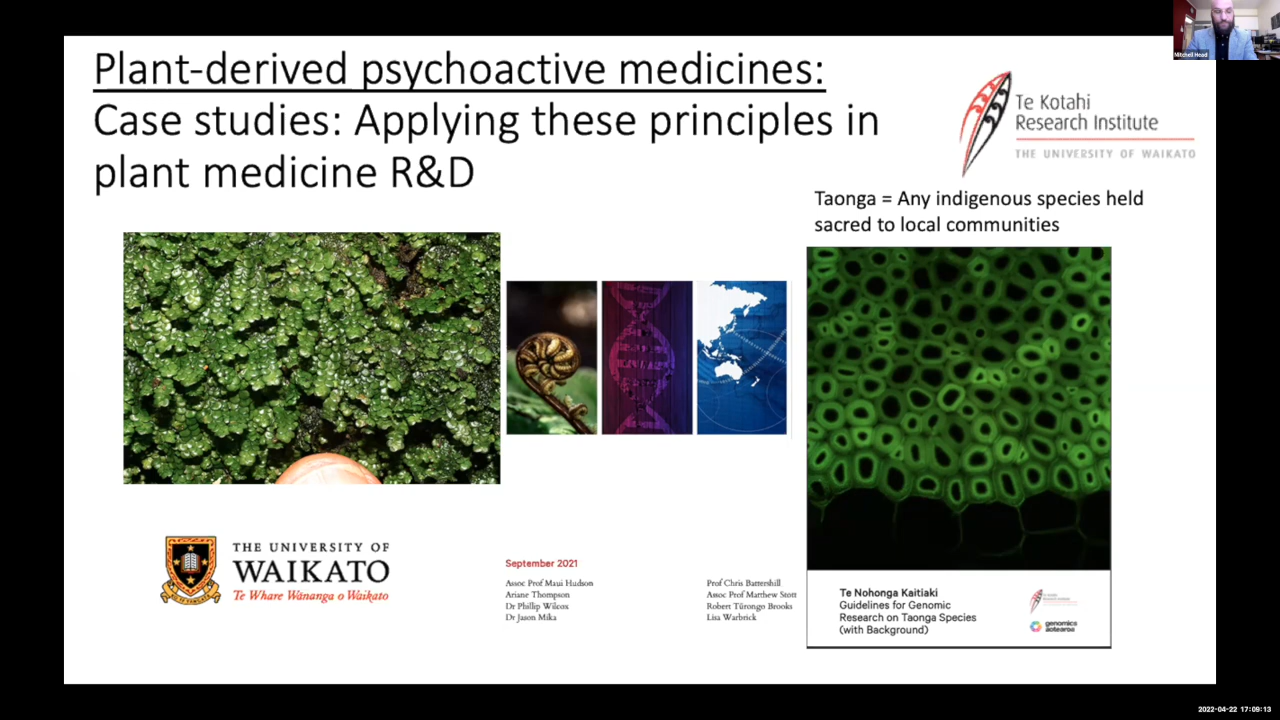 Mitchell Head
Plant-derived psychoactive medicines:
Case studies: Applying these principles in
plant medicine R&D
Te Kotahi
Research Institute
THE UNIVERSITY OF WAIKATO
Taonga = Any indigenous species held
sacred to local communities
THE UNIVERSITY OF
WAIKATO
Te Whare Wānanga o Waikato
September 2021
Assoc Prof Maui Hudson
Ariane Thompson
Dr Phillip Wilcox
Dr Jason Mika
Prof Chris Battershill
Assoc Prof Matthew Stott
Robert Tūrongo Brooks
Lisa Warbrick
Te Nohonga Kaitiaki
Guidelines for Genomic
Research on Taonga Species
(with Background)
genomics
aotearoa
2022-04-22 17:09:13